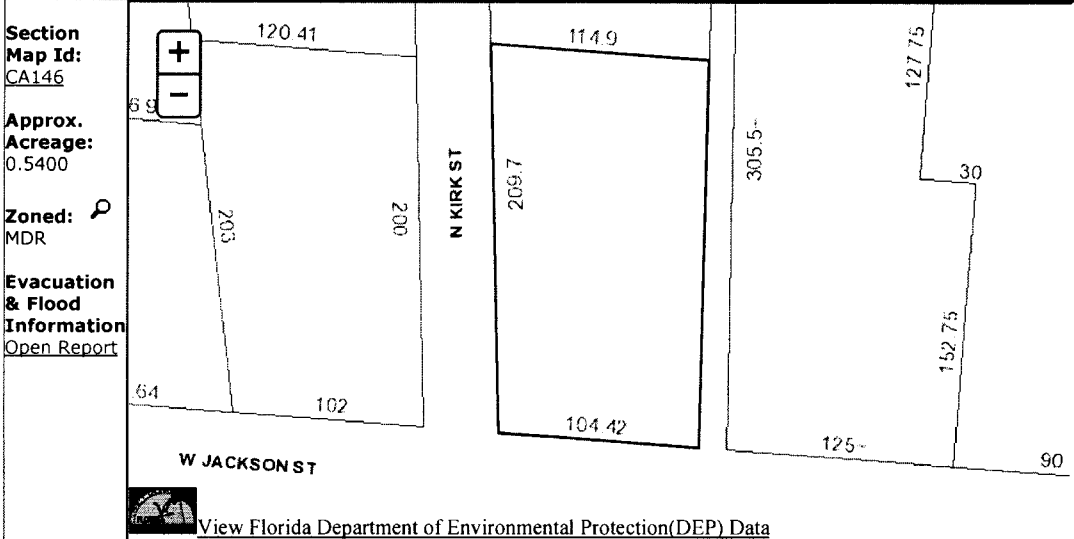 Section
Map Id:
CA146
Approx.
Acreage:
0.5400
Zoned:
MDR
Evacuation
& Flood
Information
Open Report
+
−
120.41
114.9
127.75
6 9
305.5~
30
N KIRK ST
209.7
203
200
152.75
.64
102
104.42
125~
90
W JACKSON ST
View Florida Department of Environmental Protection(DEP) Data